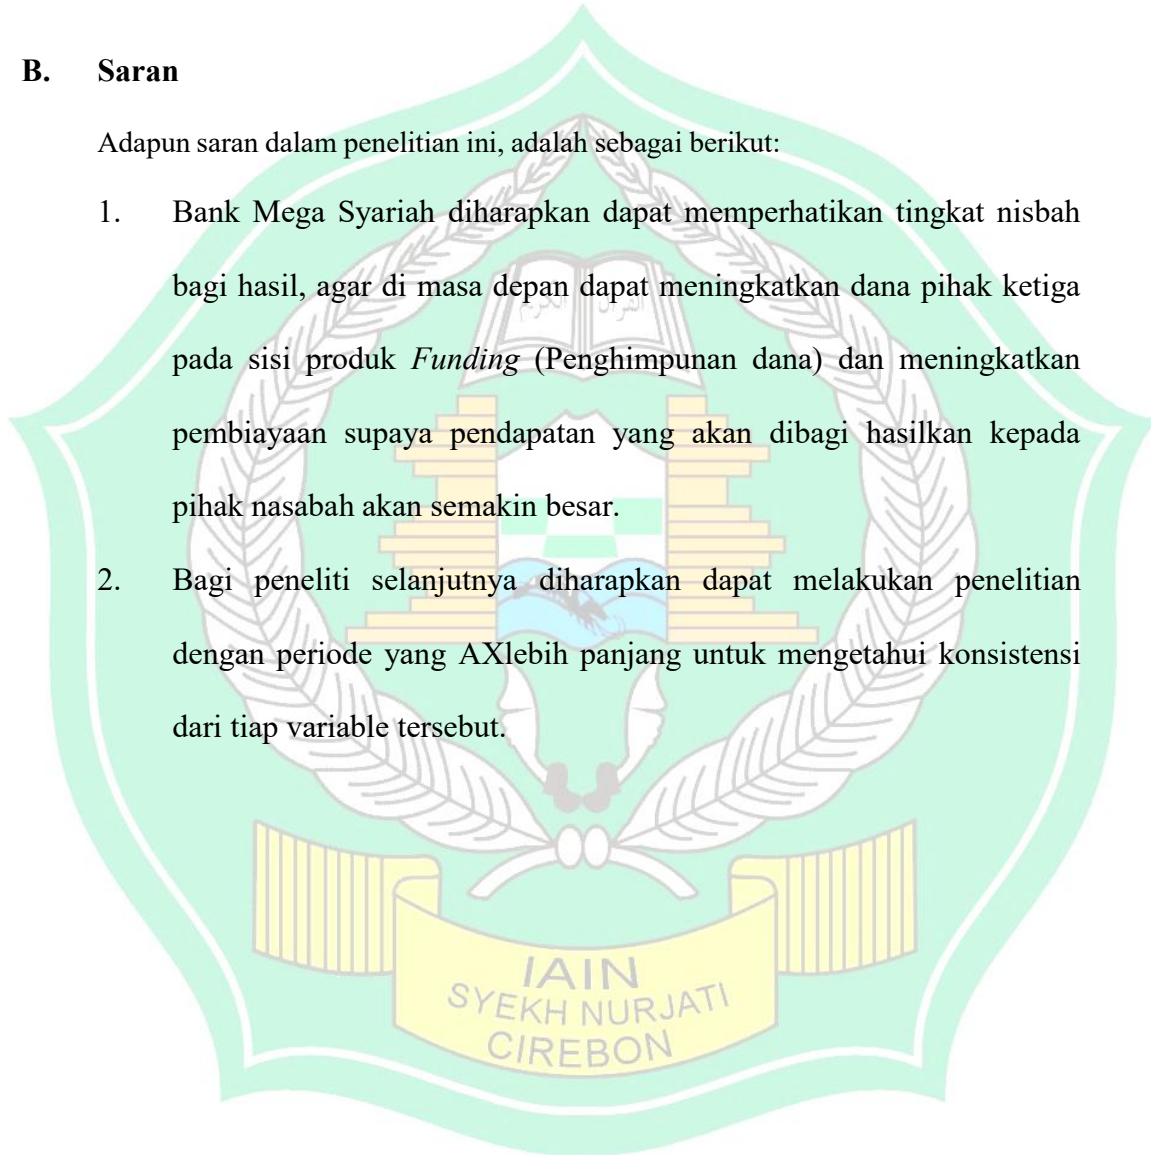 B. Saran
Adapun saran dalam penelitian ini, adalah sebagai berikut:
1. Bank Mega Syariah diharapkan dapat memperhatikan tingkat nisbah
bagi hasil, agar di masa depan dapat meningkatkan dana pihak ketiga
pada sisi produk Funding (Penghimpunan dana) dan meningkatkan
pembiayaan supaya pendapatan yang akan dibagi hasilkan kepada
pihak nasabah akan semakin besar.
2. Bagi peneliti selanjutnya diharapkan dapat melakukan penelitian
dengan periode yang AXlebih panjang untuk mengetahui konsistensi
dari tiap variable tersebut.
IAIN
SYEKH NURJATI
CIREBON